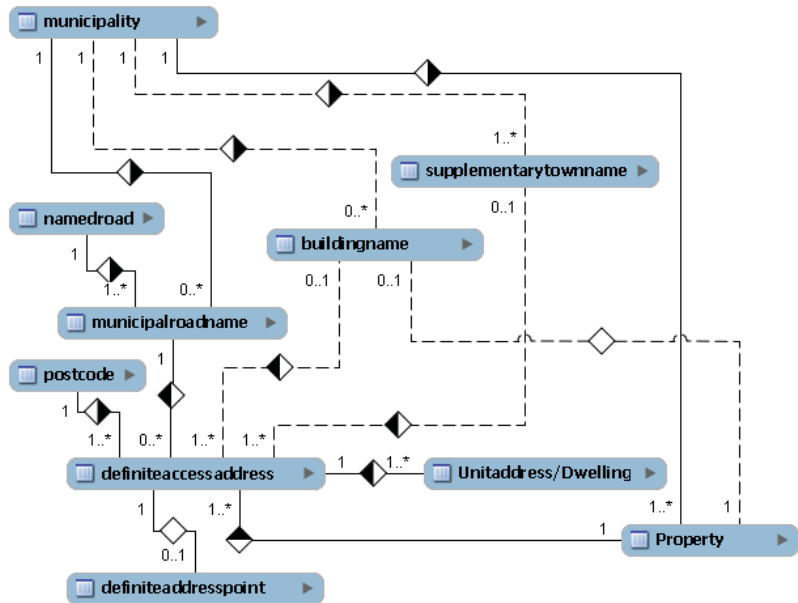 municipality
1 1 1 1
1..*
supplementarytownname
namedroad
0..* 0..1
buildingname
1
0..1 0..1
1..* 0..*
municipalroadname
1
postcode
1
1..* 0..* 1..* 1..*
definiteaccessaddress
1 1..*
Unitaddress/Dwelling
1 1..*
1..* 1
1
Property
0..1
definiteaddresspoint